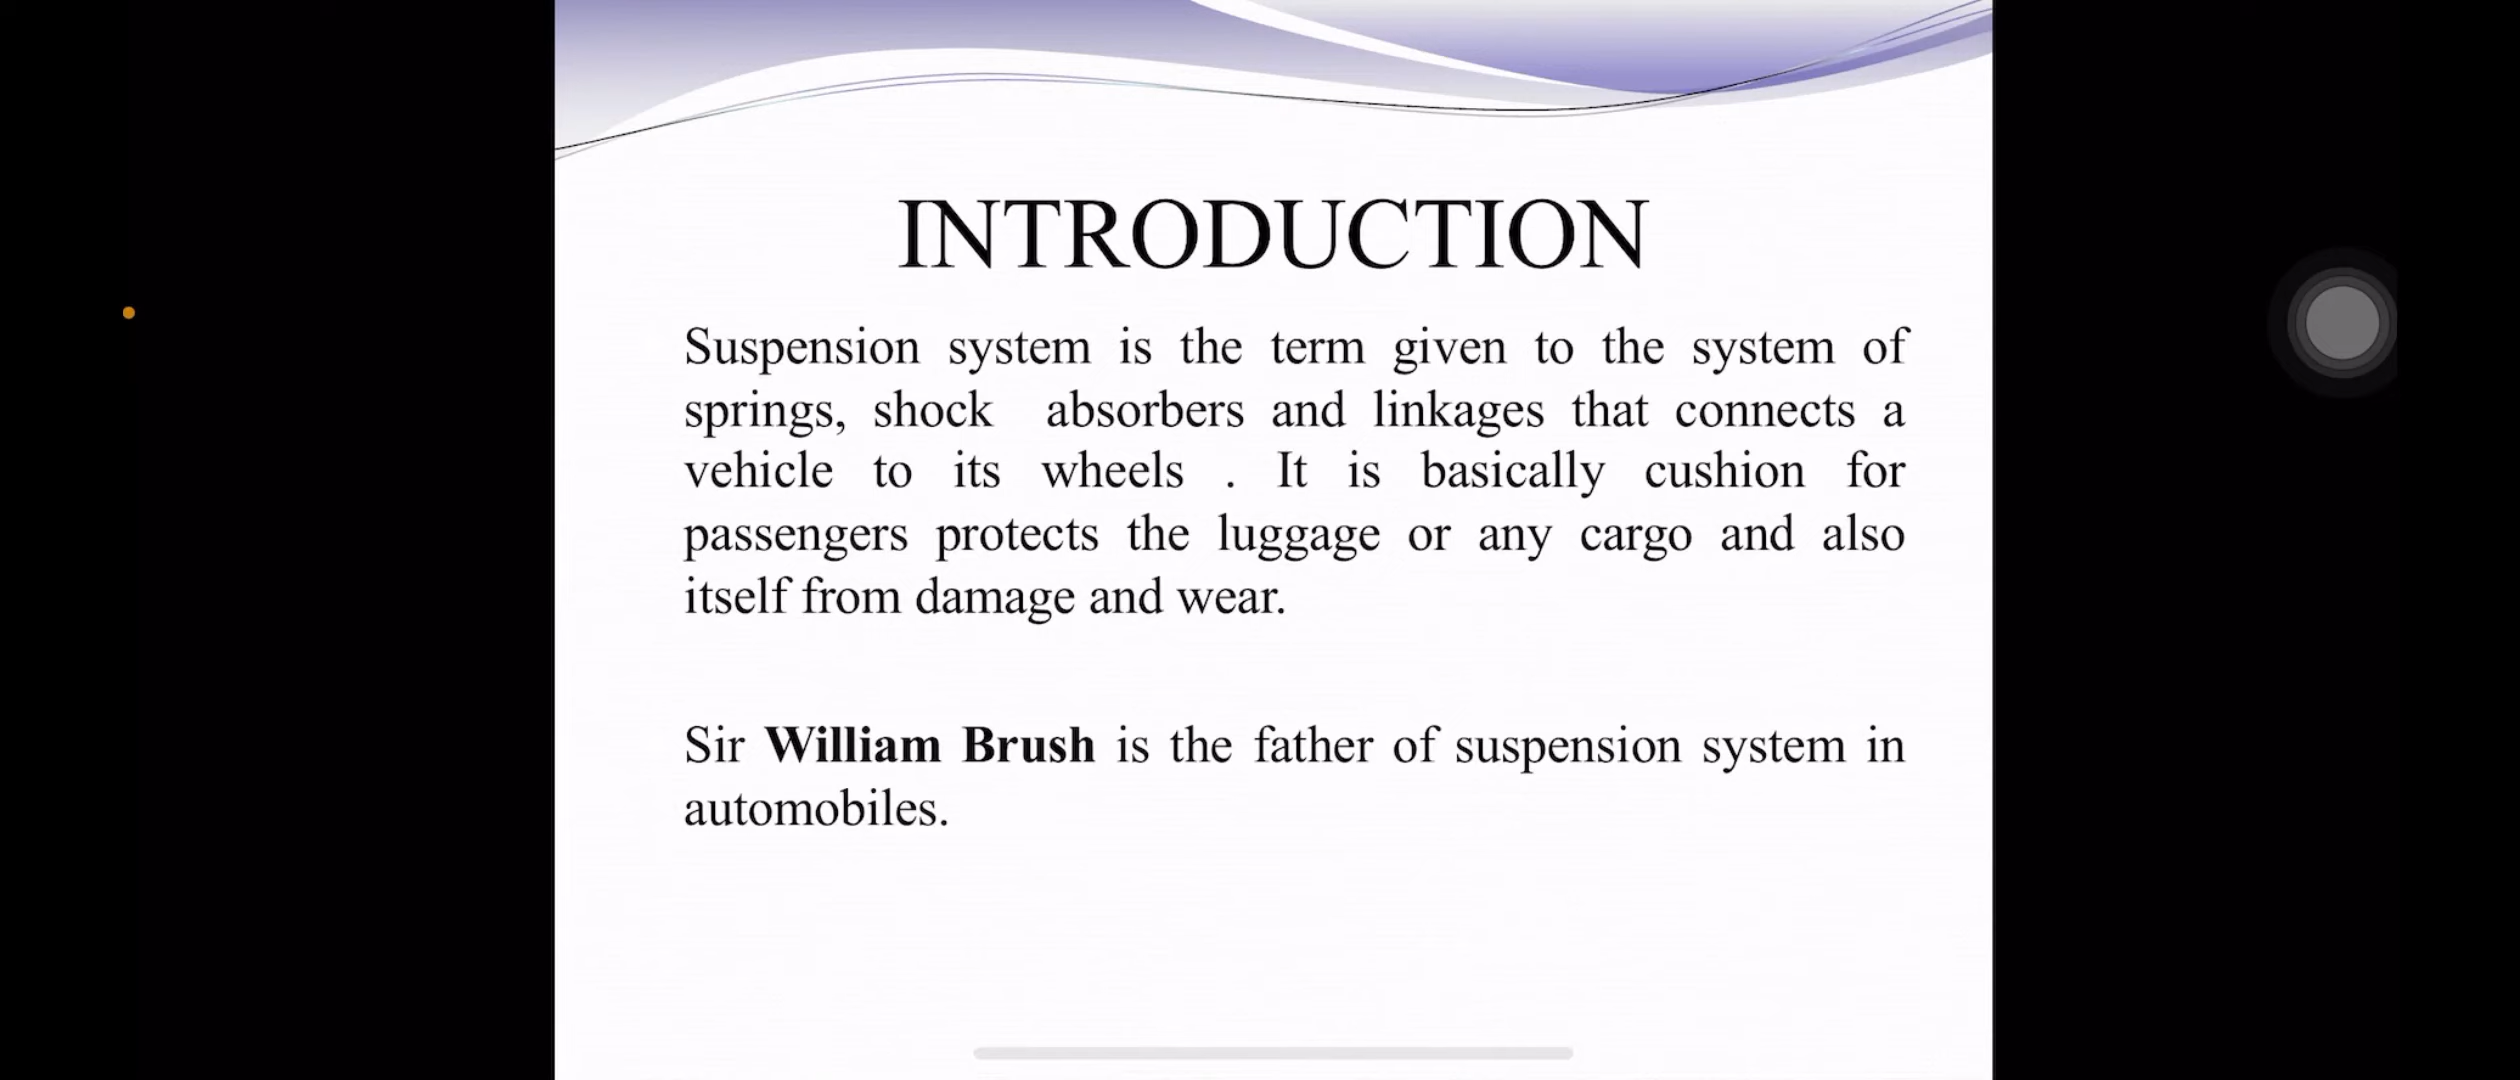 INTRODUCTION
Suspension system is the term given to the system of
springs, shock absorbers and linkages that connects a
vehicle to its wheels . It is basically cushion for
passengers protects the luggage or any cargo and also
itself from damage and wear.
Sir William Brush is the father of suspension system in
automobiles.